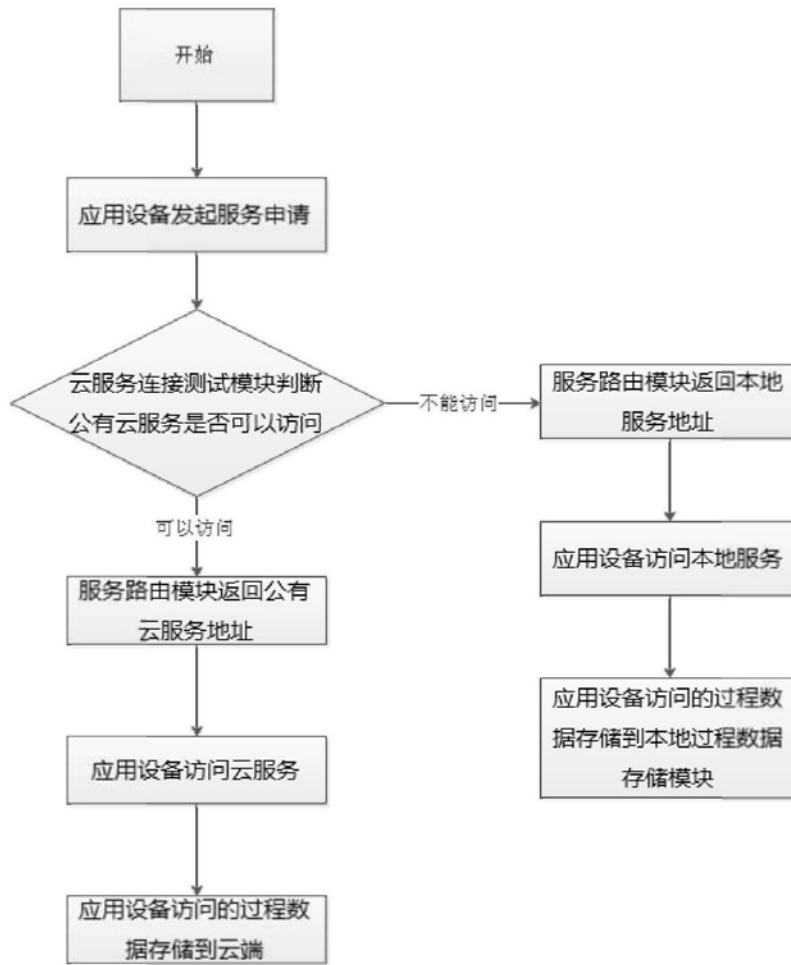 开始
应用设备发起服务申请
云服务连接测试模块判断
公有云服务是否可以访问
不能访问
服务路由模块返回本地
服务地址
应用设备访问本地服务
应用设备访问的过程数
据存储到本地过程数据
存储模块
可以访问
服务路由模块返回公有
云服务地址
应用设备访问云服务
应用设备访问的过程数
据存储到云端